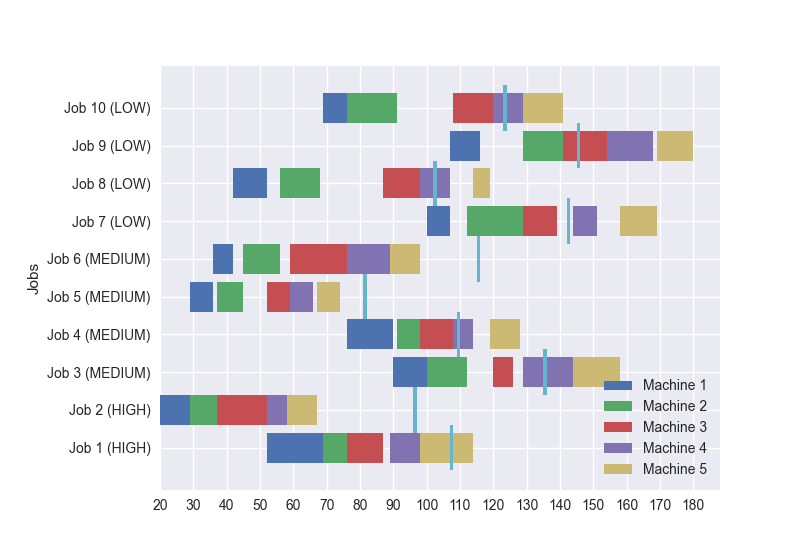 Job 10 (LOW)
Job 9 (LOW)
Job 8 (LOW)
Job 7 (LOW)
Job 6 (MEDIUM)
Job 5 (MEDIUM)
Job 4 (MEDIUM)
Job 3 (MEDIUM)
Job 2 (HIGH)
Job 1 (HIGH)
Jobs
Machine 1
Machine 2
Machine 3
Machine 4
Machine 5
20 30 40 50 60 70 80 90 100 110 120 130 140 150 160 170 180